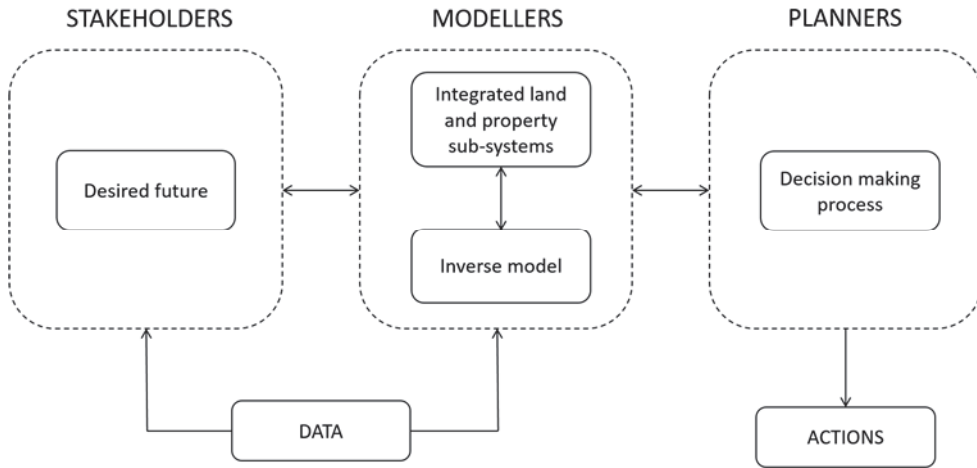 STAKEHOLDERS
MODELLERS
PLANNERS
Desired future
Integrated land
and property
sub-systems
Inverse model
Decision making
process
DATA
ACTIONS